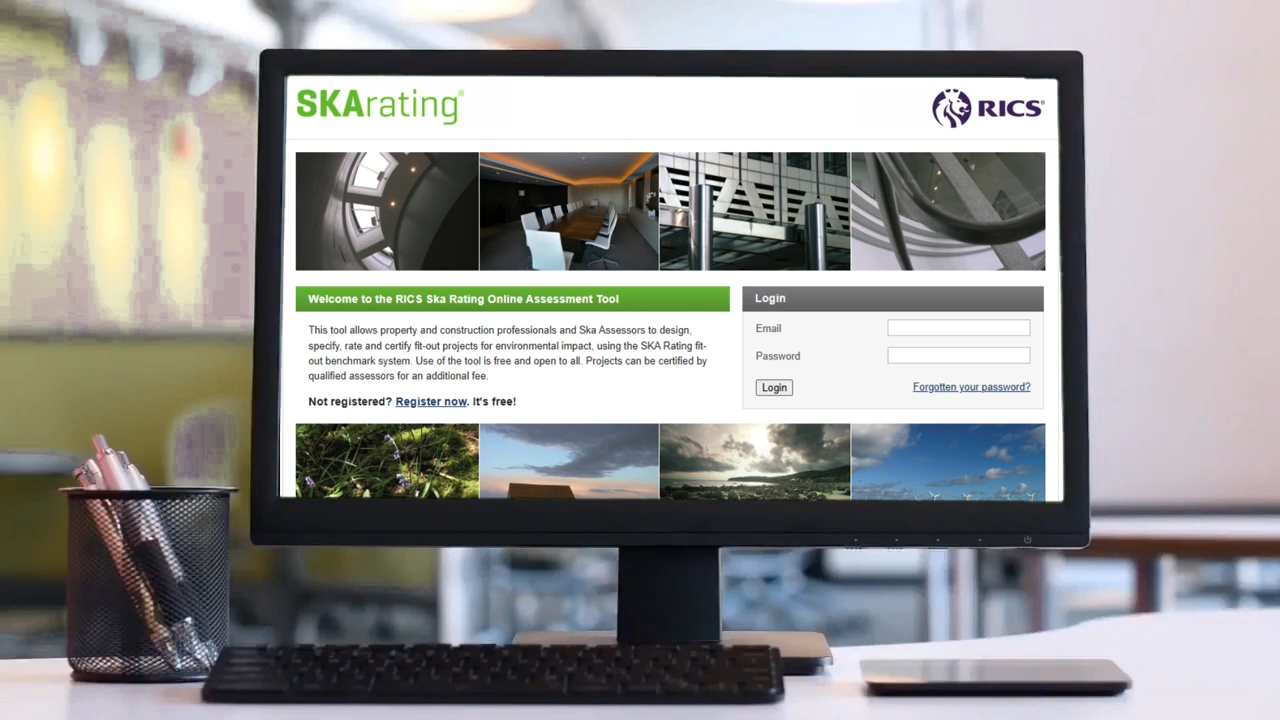 SKArating®
RICS®
Welcome to the RICS Ska Rating Online Assessment Tool
This tool allows property and construction professionals and Ska Assessors to design,
specify, rate and certify fit-out projects for environmental impact, using the SKA Rating fit-
out benchmark system. Use of the tool is free and open to all. Projects can be certified by
qualified assessors for an additional fee.
Not registered? Register now. It's free!
Login
Email
Password
Login
Forgotten your password?